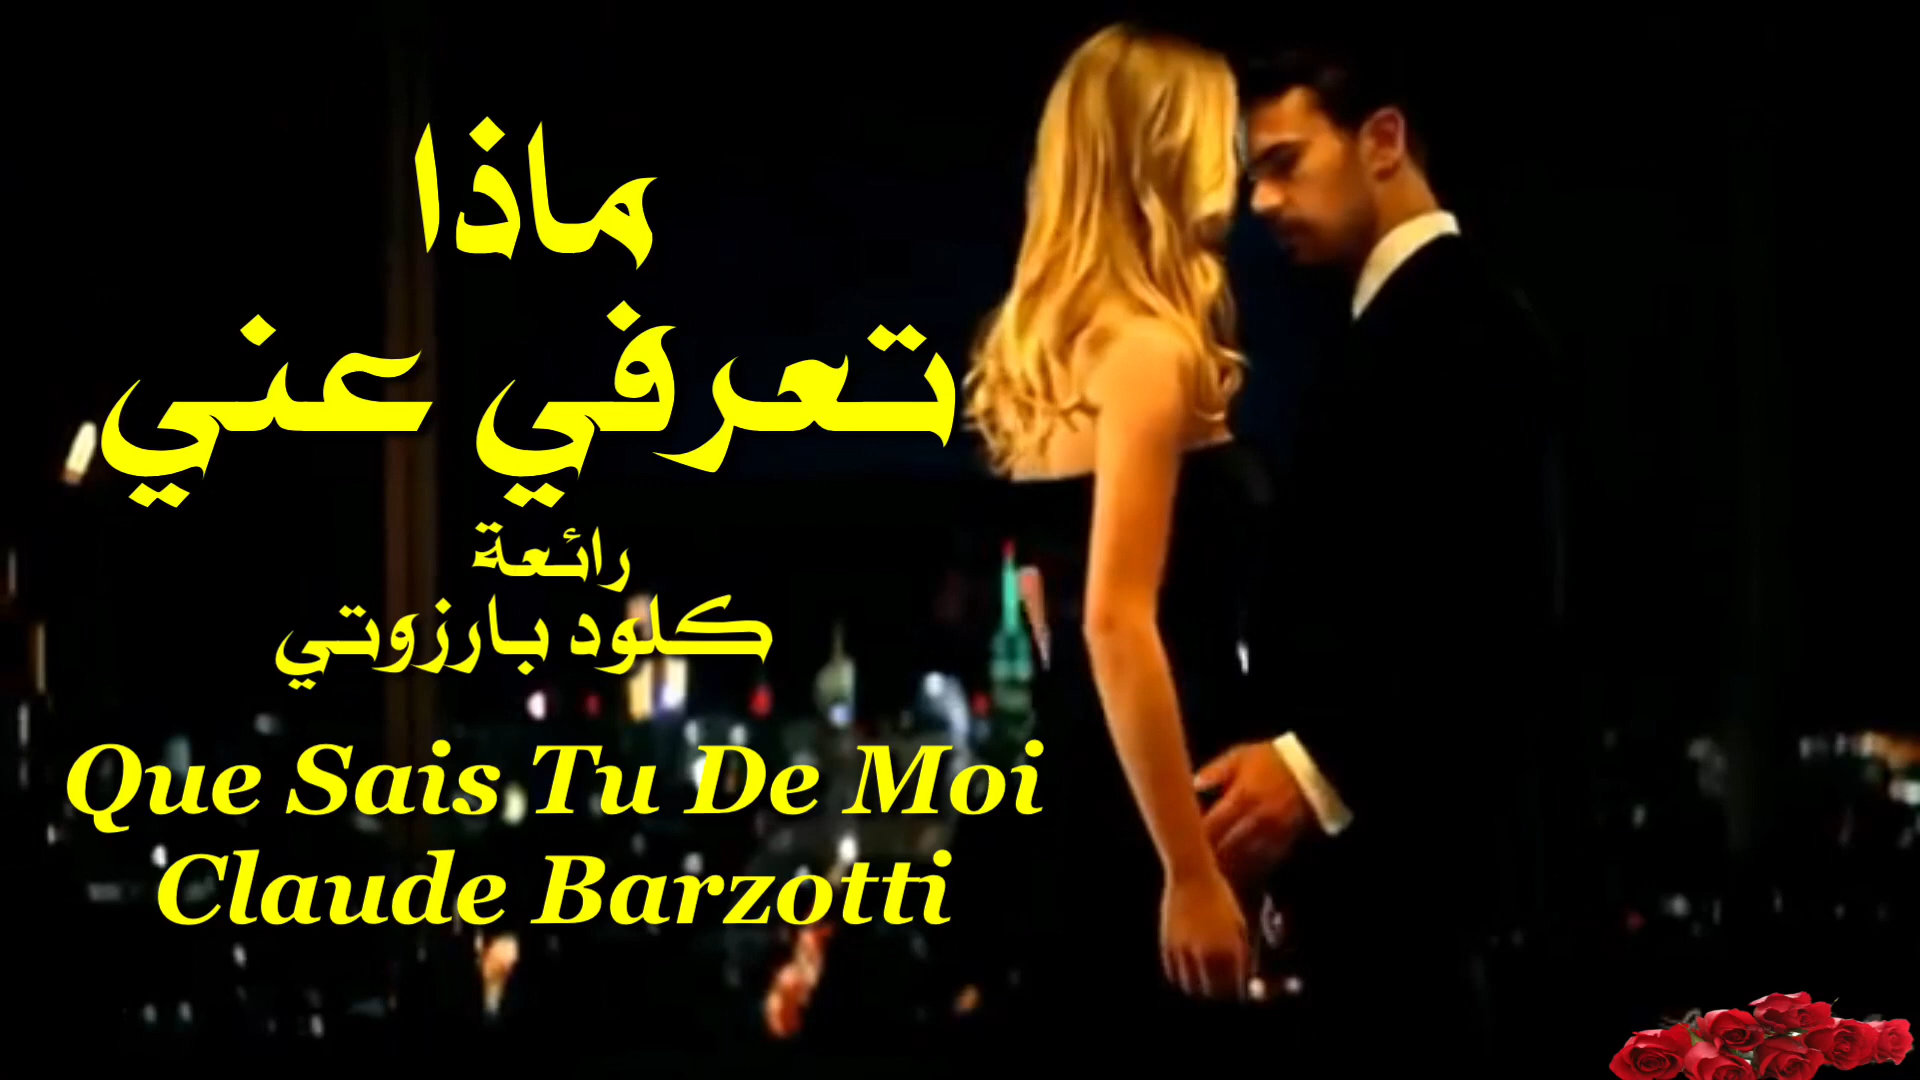 ماذا
تعرفي عني
رائعة
كلود بارزوتي
Que Sais Tu De Moi
Claude Barzotti